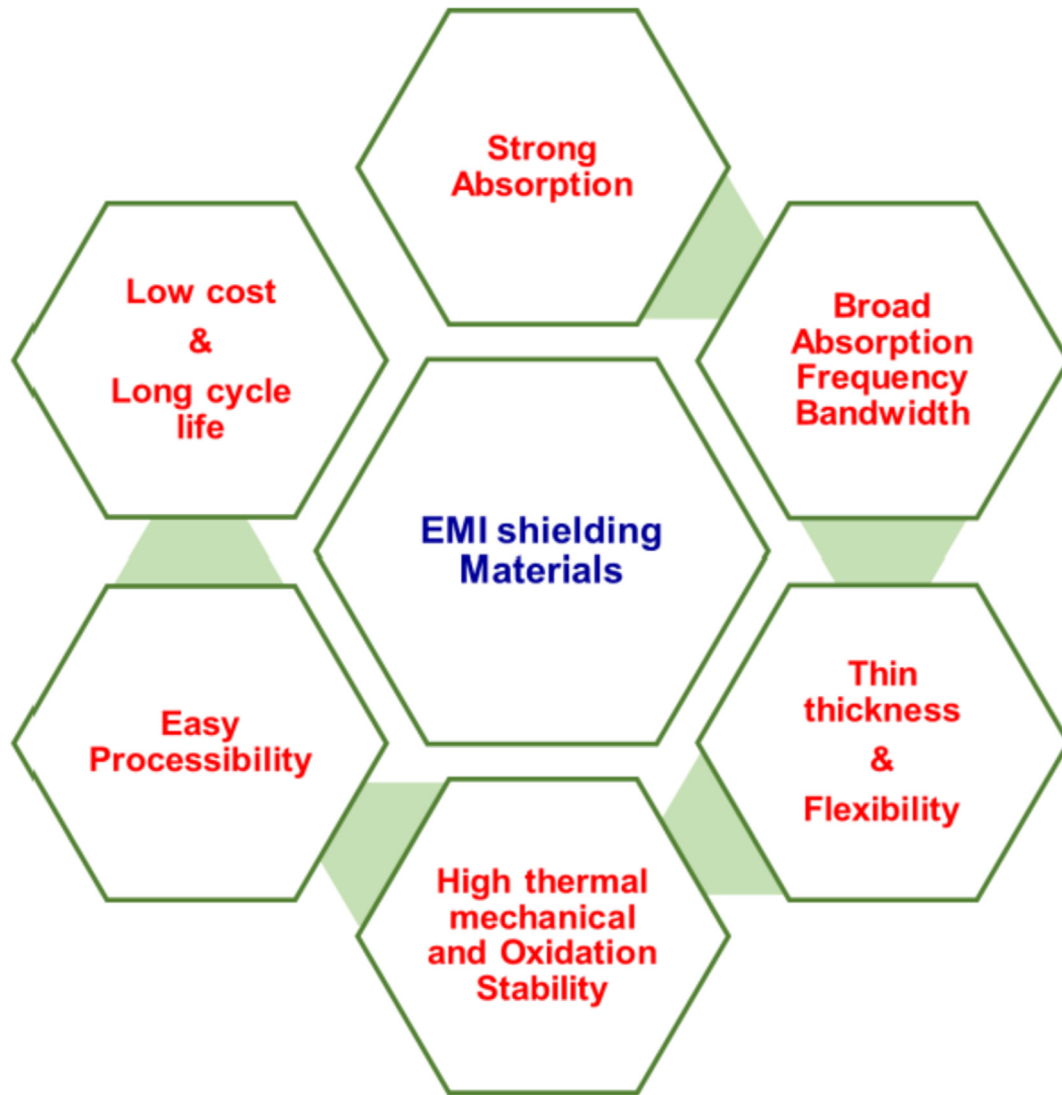 Strong
Absorption
Broad
Absorption
Frequency
Bandwidth
Thin
thickness
&
Flexibility
High thermal
mechanical
and Oxidation
Stability
Easy
Processibility
Low cost
&
Long cycle
life
EMI shielding
Materials